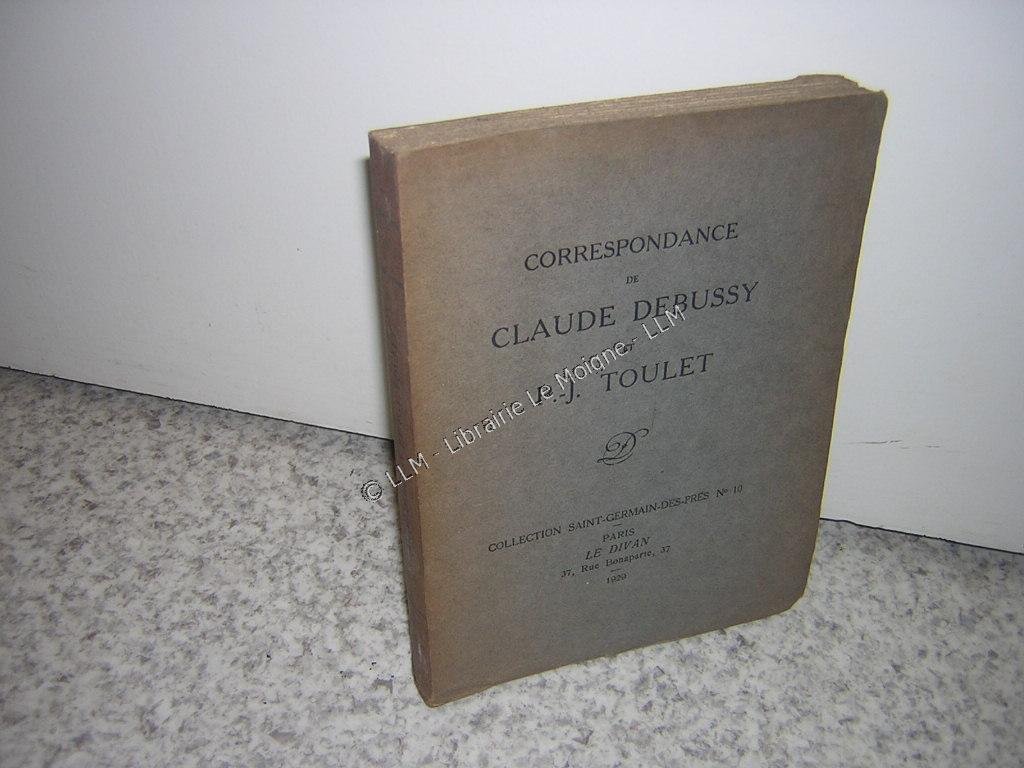 CORRESPONDANCE
DE
CLAUDE DEBUSSY
ET
P.-J. TOULET
D
COLLECTION SAINT-GERMAIN-DES-PRÉS Nº 10
PARIS
LE DIVAN
37, Rue Bonaparte, 37
1929
© LLM - Librairie Le Moigne - LLM